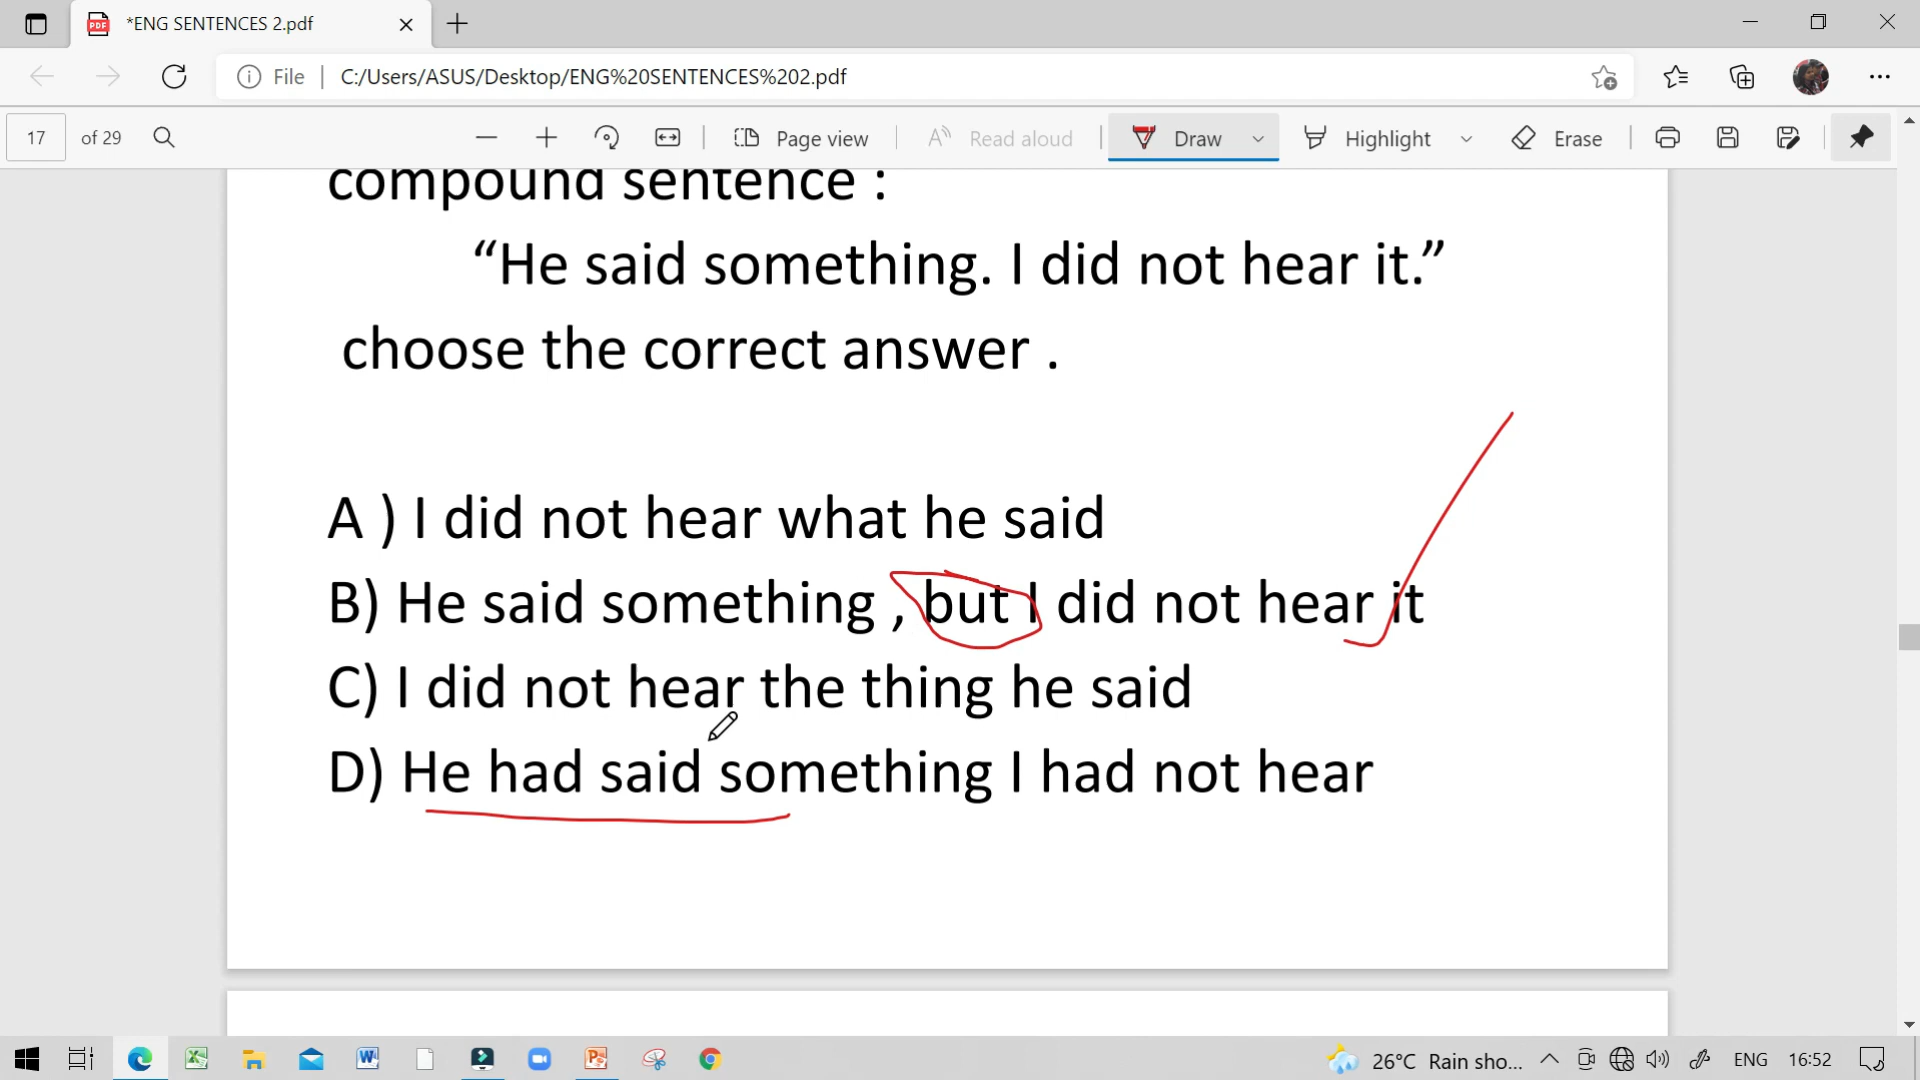 *ENG SENTENCES 2.pdf
File | C:/Users/ASUS/Desktop/ENG%20SENTENCES%202.pdf
17 of 29 Page view Read aloud Draw Highlight Erase
compound sentence :
“He said something. I did not hear it.”
choose the correct answer .
A ) I did not hear what he said
B) He said something , but I did not hear it
C) I did not hear the thing he said
D) He had said something I had not hear
26°C Rain sho... ENG 16:52